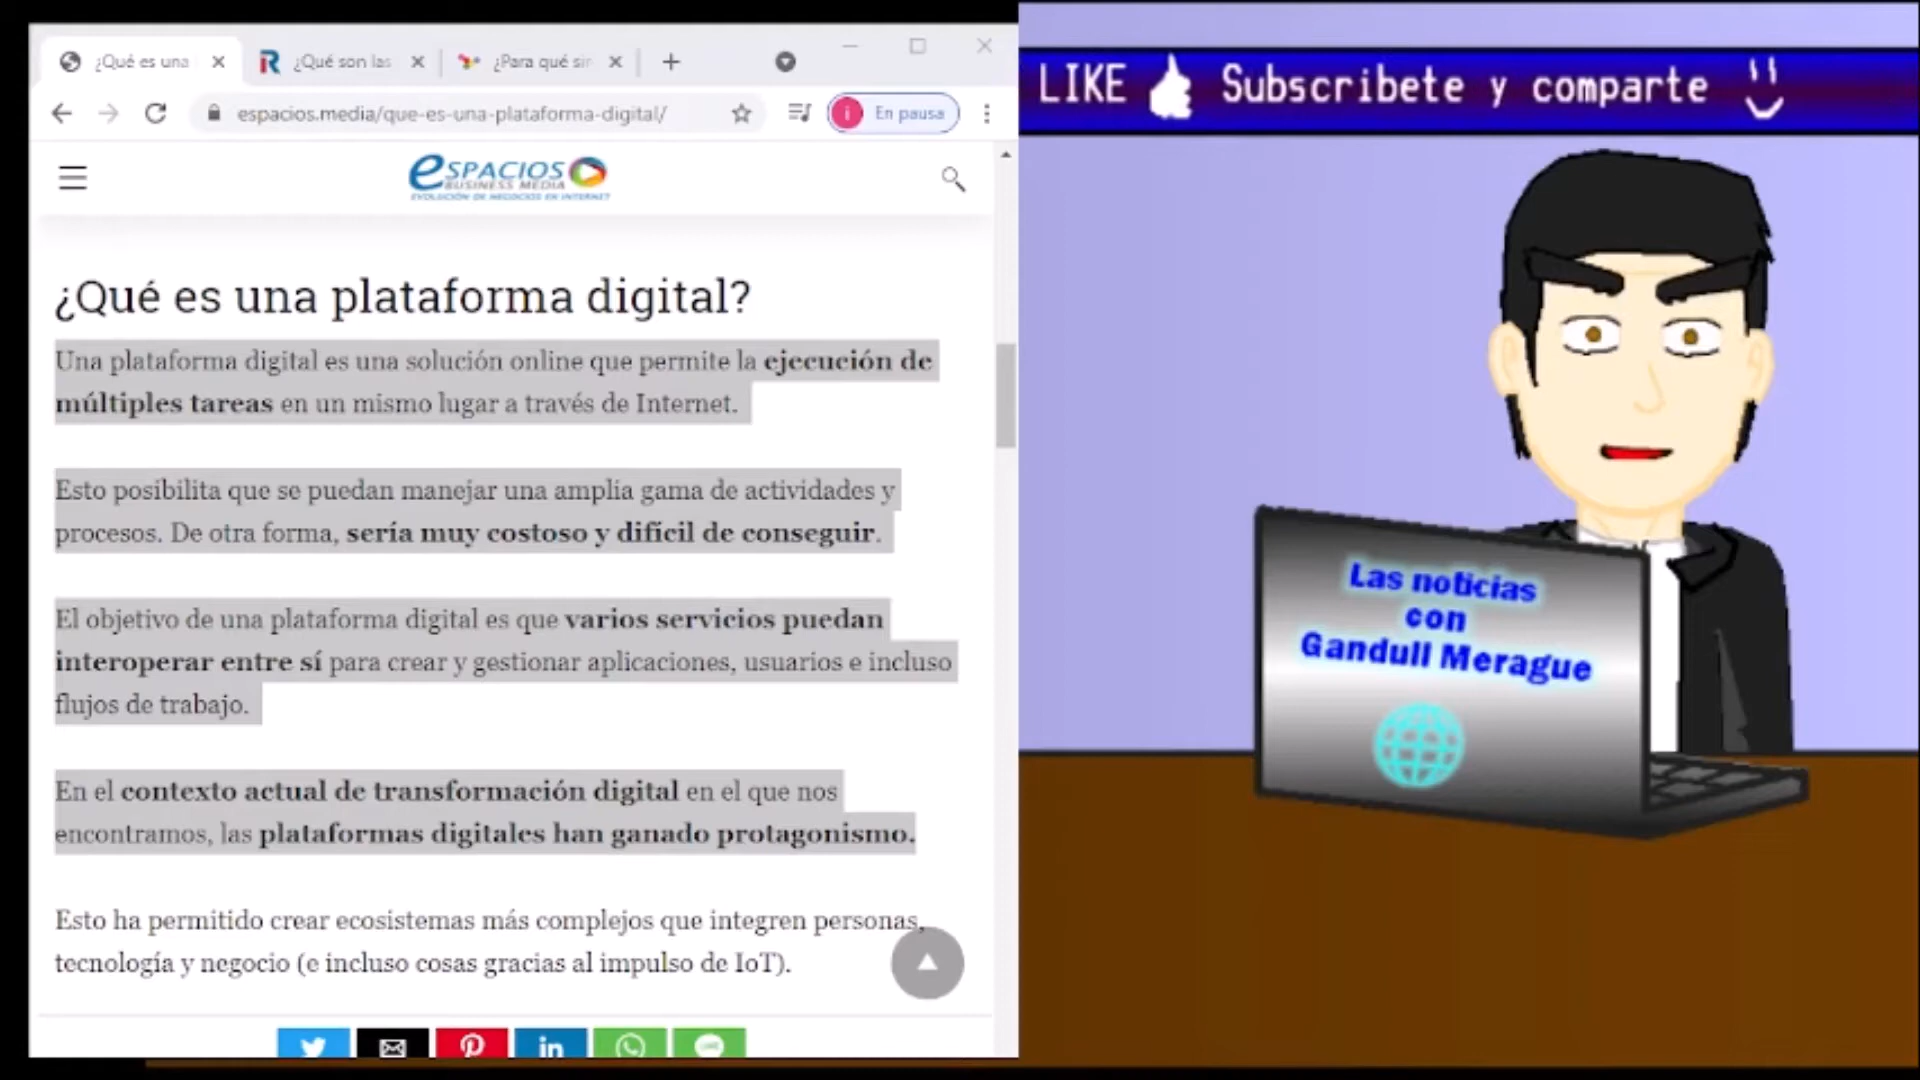 ¿Qué es una
¿Qué son las
¿Para qué sir
espacios.media/que-es-una-plataforma-digital/
En pausa
ESPACIOS
BUSINESS MEDIA
EVOLUCIÓN DE NEGOCIOS EN INTERNET
¿Qué es una plataforma digital?
Una plataforma digital es una solución online que permite la ejecución de
múltiples tareas en un mismo lugar a través de Internet.
Esto posibilita que se puedan manejar una amplia gama de actividades y
procesos. De otra forma, sería muy costoso y difícil de conseguir.
El objetivo de una plataforma digital es que varios servicios puedan
interoperar entre sí para crear y gestionar aplicaciones, usuarios e incluso
flujos de trabajo.
En el contexto actual de transformación digital en el que nos
encontramos, las plataformas digitales han ganado protagonismo.
Esto ha permitido crear ecosistemas más complejos que integren personas,
tecnología y negocio (e incluso cosas gracias al impulso de IoT).
LIKE Subscribete y comparte
Las noticias
con
Gandull Merague